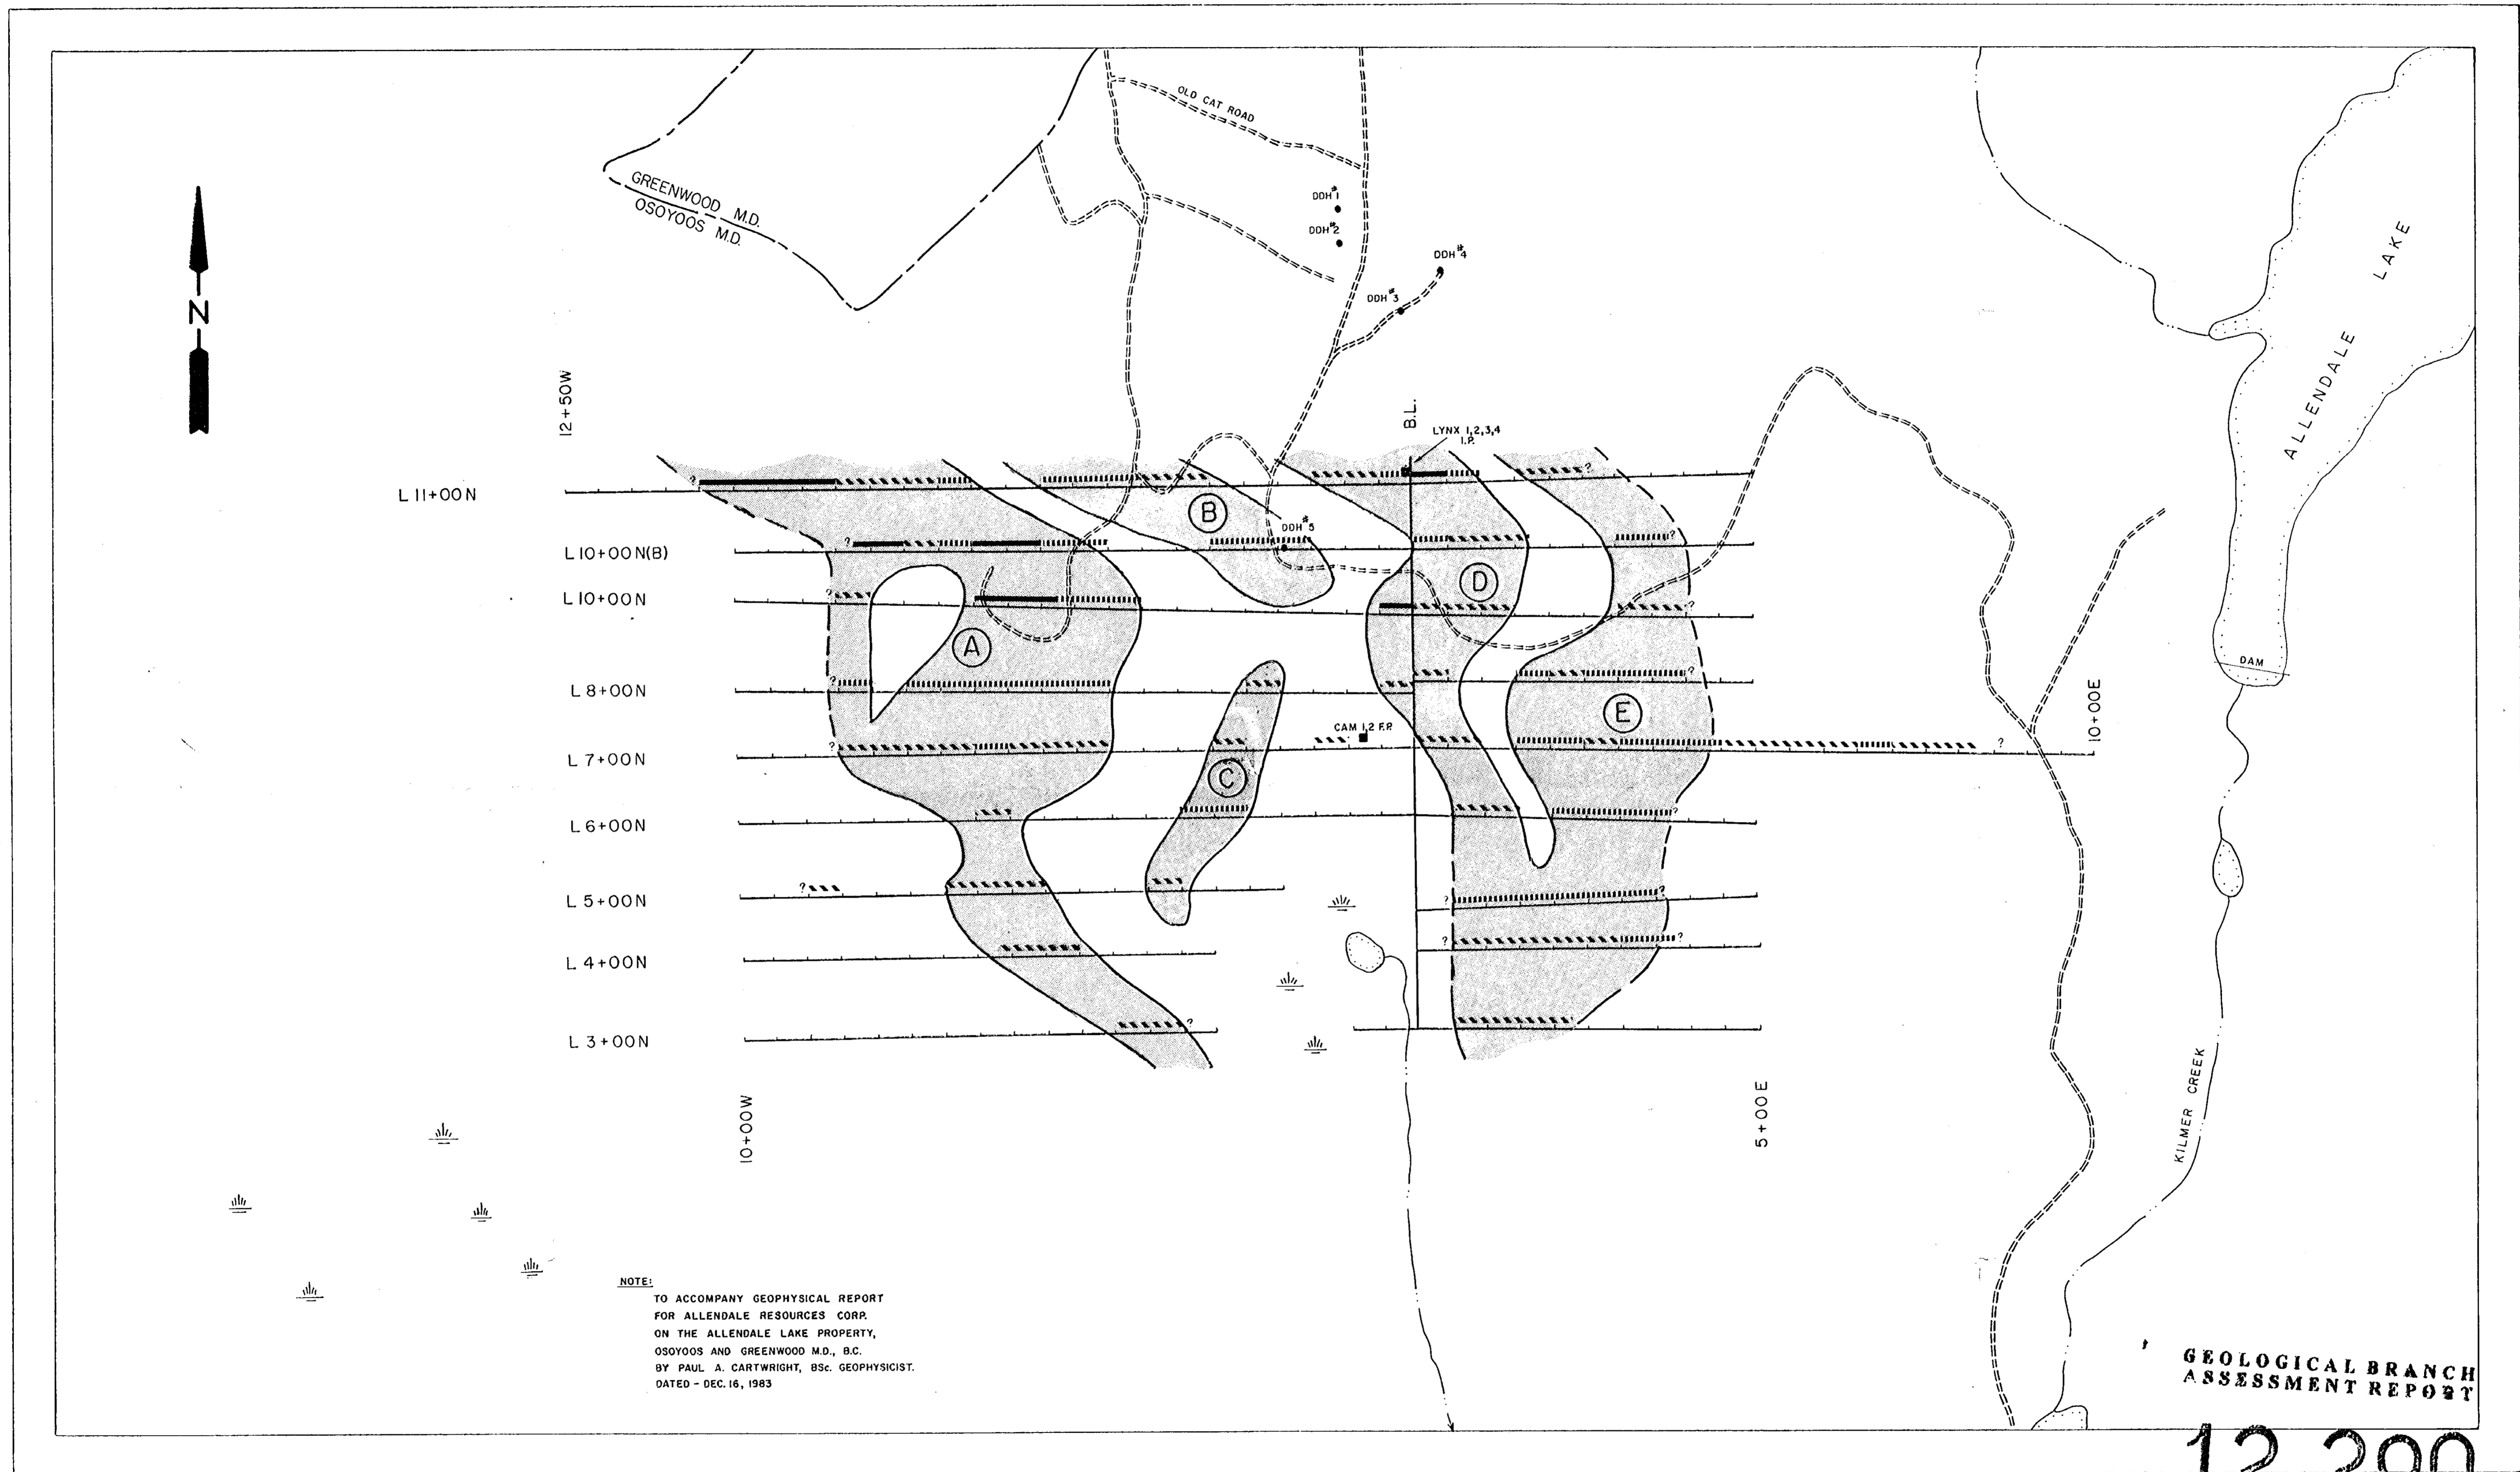 OLD CAT ROAD
GREENWOOD M.D.
OSOYOOS M.D.
DDH #1
DDH #2
DDH #4
DDH #3
N
ALLENDALE LAKE
12+50W
B.L.
LYNX 1,2,3,4
I.P.
L 11+00N
?
?
B
DDH #5
L 10+00N(B)
?
?
D
L 10+00N
?
?
A
DAM
L 8+00N
?
?
E
10+00E
CAM 1,2 F.P.
L 7+00N
?
?
C
L 6+00N
?
?
?
L 5+00N
?
?
?
L 4+00N
?
L 3+00N
10+00W
5+00E
KILMER CREEK
NOTE:
TO ACCOMPANY GEOPHYSICAL REPORT
FOR ALLENDALE RESOURCES CORP.
ON THE ALLENDALE LAKE PROPERTY,
OSOYOOS AND GREENWOOD M.D., B.C.
BY PAUL A. CARTWRIGHT, BSc. GEOPHYSICIST.
DATED - DEC. 16, 1983
GEOLOGICAL BRANCH
ASSESSMENT REPORT
12,290